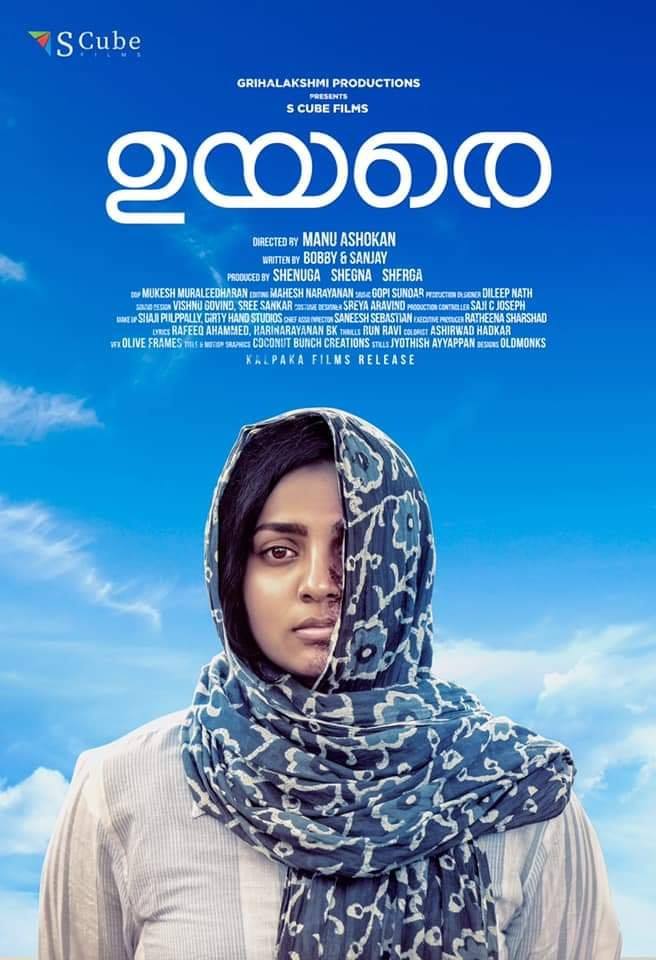 S Cube
FILMS
GRIHALAKSHMI PRODUCTIONS
PRESENTS
S CUBE FILMS
ഉയരെ
DIRECTED BY MANU ASHOKAN
WRITTEN BY BOBBY & SANJAY
PRODUCED BY SHENUGA SHEGNA SHERGA
DOP MUKESH MURALEEDHARAN EDITING MAHESH NARAYANAN MUSIC GOPI SUNDAR PRODUCTION DESIGNER DILEEP NATH
SOUND DESIGN VISHNU GOVIND, SREE SANKAR COSTUME DESIGNER SREYA ARAVIND PRODUCTION CONTROLLER SAJI C JOSEPH
MAKE UP SHAJI PULPPALLY, DIRTY HAND STUDIOS CHIEF ASSO DIRECTOR SANEESH SEBASTIAN EXECUTIVE PRODUCER RATHEENA SHARSHAD
LYRICS RAFEEQ AHAMMED, HARINARAYANAN BK THRILLS RUN RAVI COLORIST ASHIRWAD HADKAR
VFX OLIVE FRAMES TITLE & MOTION GRAPHICS COCONUT BUNCH CREATIONS STILLS JYOTHISH AYYAPPAN DESIGNS OLDMONKS
KALPAKA FILMS RELEASE